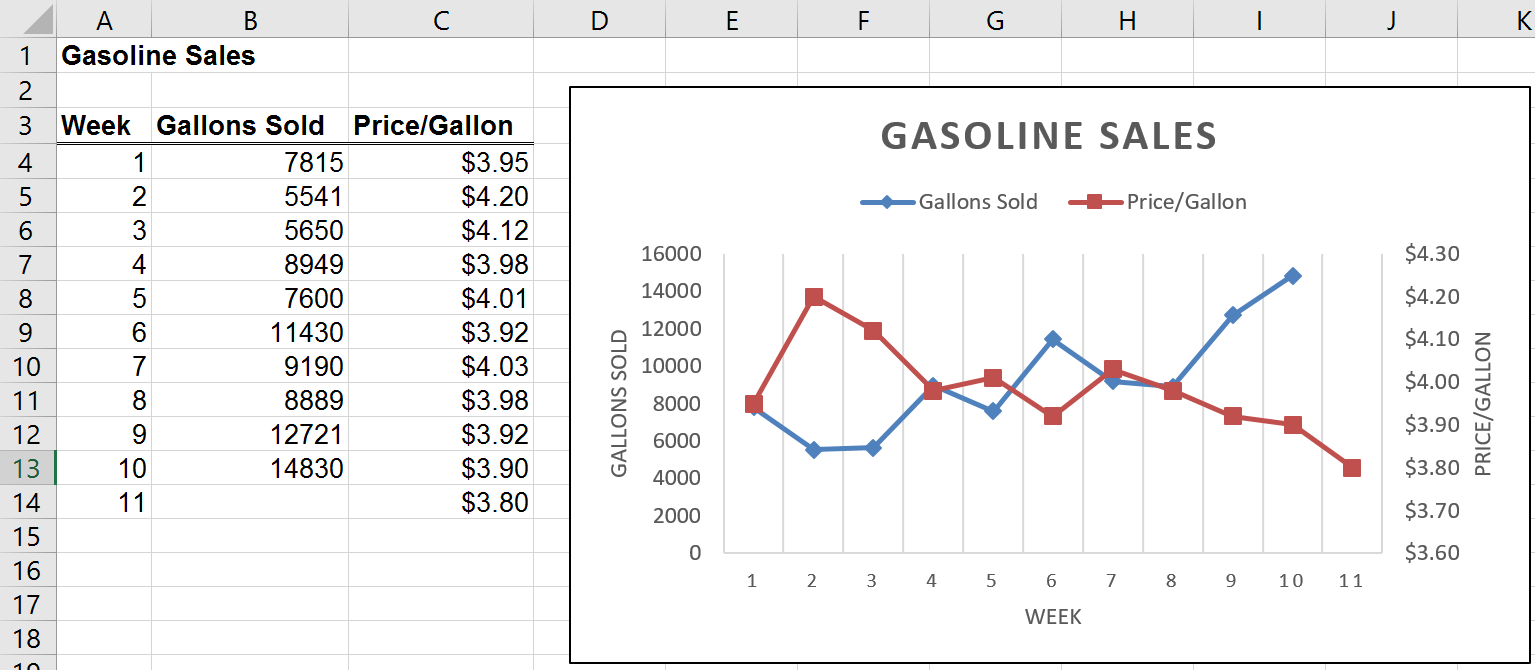 A B C D E F G H I J K
1 Gasoline Sales
2
3 Week Gallons Sold Price/Gallon
4 1 7815 $3.95
5 2 5541 $4.20
6 3 5650 $4.12
7 4 8949 $3.98
8 5 7600 $4.01
9 6 11430 $3.92
10 7 9190 $4.03
11 8 8889 $3.98
12 9 12721 $3.92
13 10 14830 $3.90
14 11 $3.80
15
16
17
18
19
GASOLINE SALES
Gallons Sold Price/Gallon
16000 $4.30
14000 $4.20
12000 $4.10
10000 $4.00
8000 $3.90
6000 $3.80
4000 $3.70
2000 $3.60
0
GALLONS SOLD
PRICE/GALLON
1 2 3 4 5 6 7 8 9 10 11
WEEK